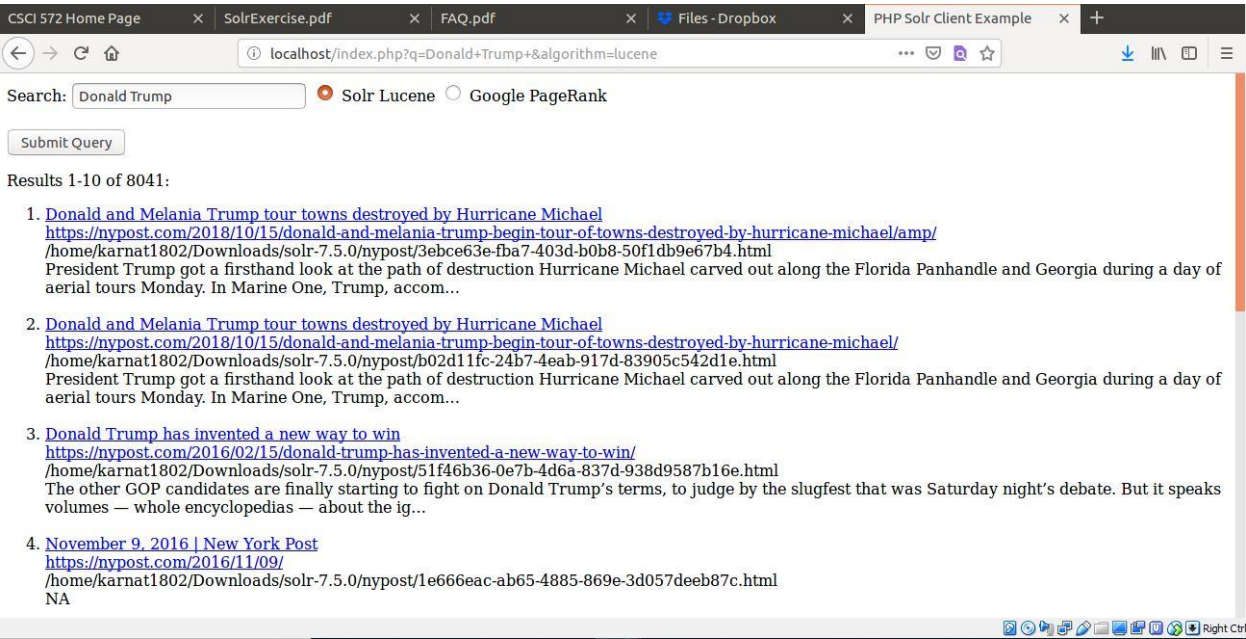 CSCI 572 Home Page × SolrExercise.pdf × FAQ.pdf × Files - Dropbox × PHP Solr Client Example × +
localhost/index.php?q=Donald+Trump+&algorithm=lucene
Search: Donald Trump Solr Lucene Google PageRank
Submit Query
Results 1-10 of 8041:
1. Donald and Melania Trump tour towns destroyed by Hurricane Michael
https://nypost.com/2018/10/15/donald-and-melania-trump-begin-tour-of-towns-destroyed-by-hurricane-michael/amp/
/home/karnat1802/Downloads/solr-7.5.0/nypost/3ebce63e-fba7-403d-b0b8-50f1db9e67b4.html
President Trump got a firsthand look at the path of destruction Hurricane Michael carved out along the Florida Panhandle and Georgia during a day of
aerial tours Monday. In Marine One, Trump, accom...
2. Donald and Melania Trump tour towns destroyed by Hurricane Michael
https://nypost.com/2018/10/15/donald-and-melania-trump-begin-tour-of-towns-destroyed-by-hurricane-michael/
/home/karnat1802/Downloads/solr-7.5.0/nypost/b02d11fc-24b7-4eab-917d-83905c542d1e.html
President Trump got a firsthand look at the path of destruction Hurricane Michael carved out along the Florida Panhandle and Georgia during a day of
aerial tours Monday. In Marine One, Trump, accom...
3. Donald Trump has invented a new way to win
https://nypost.com/2016/02/15/donald-trump-has-invented-a-new-way-to-win/
/home/karnat1802/Downloads/solr-7.5.0/nypost/51f46b36-0e7b-4d6a-837d-938d9587b16e.html
The other GOP candidates are finally starting to fight on Donald Trump’s terms, to judge by the slugfest that was Saturday night’s debate. But it speaks
volumes — whole encyclopedias — about the ig...
4. November 9, 2016 | New York Post
https://nypost.com/2016/11/09/
/home/karnat1802/Downloads/solr-7.5.0/nypost/1e666eac-ab65-4885-869e-3d057deeb87c.html
NA
Right Ctrl